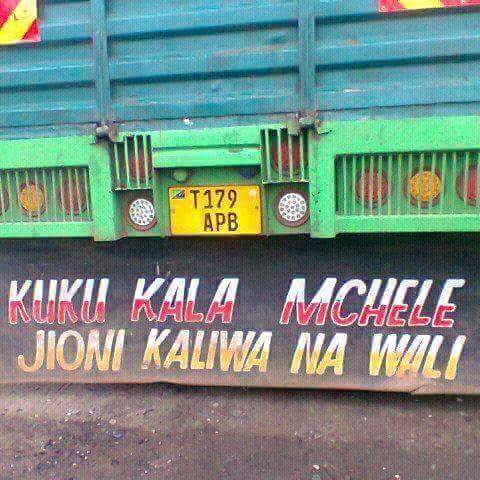 T179
APB
KUKU KALA MCHELE
JIONI KALIWA NA WALI